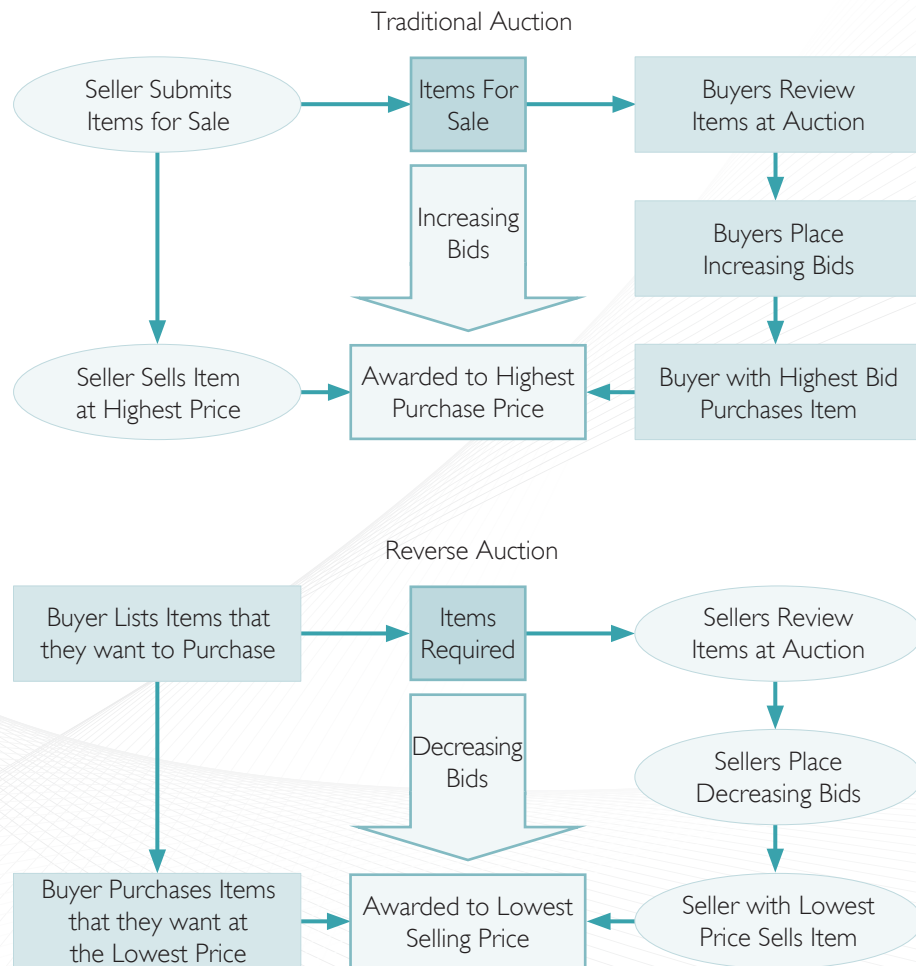 Traditional Auction
Seller Submits
Items for Sale
Items For
Sale
Buyers Review
Items at Auction
Increasing
Bids
Buyers Place
Increasing Bids
Seller Sells Item
at Highest Price
Awarded to Highest
Purchase Price
Buyer with Highest Bid
Purchases Item
Reverse Auction
Buyer Lists Items that
they want to Purchase
Items
Required
Sellers Review
Items at Auction
Decreasing
Bids
Sellers Place
Decreasing Bids
Buyer Purchases Items
that they want at
the Lowest Price
Awarded to Lowest
Selling Price
Seller with Lowest
Price Sells Item